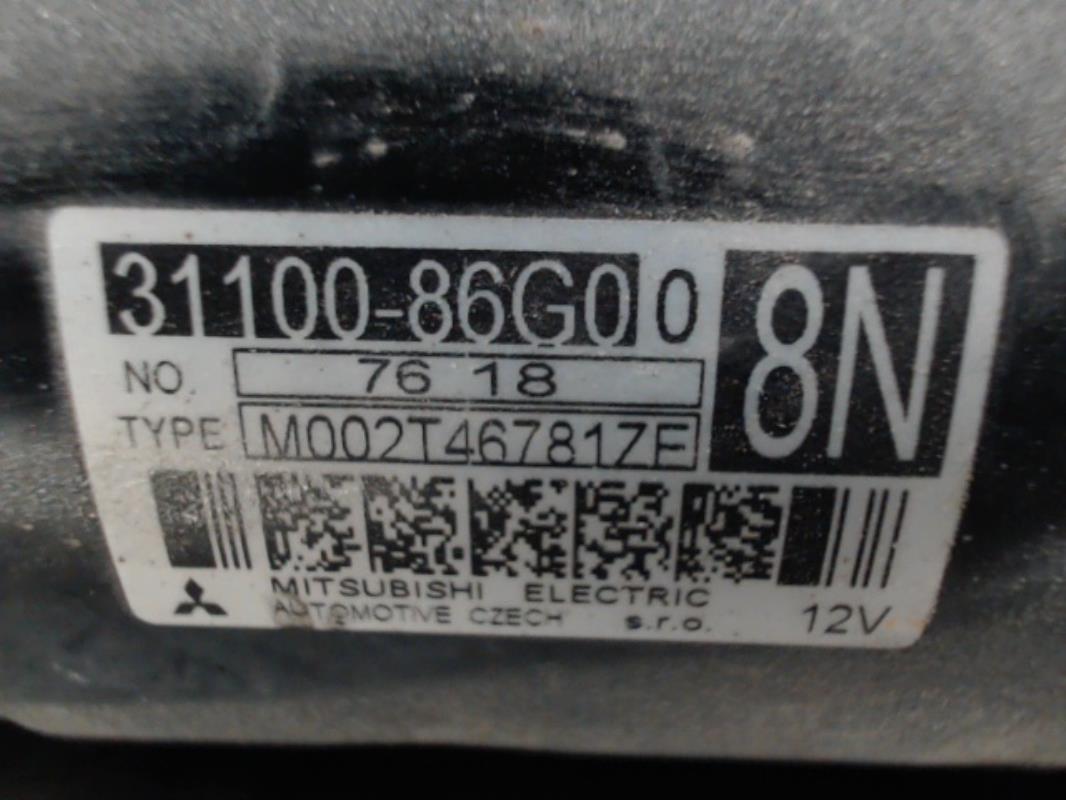 31100-86G00 8N
NO. 76 18
TYPE M002T46781ZE
MITSUBISHI ELECTRIC
AUTOMOTIVE CZECH s.r.o. 12V